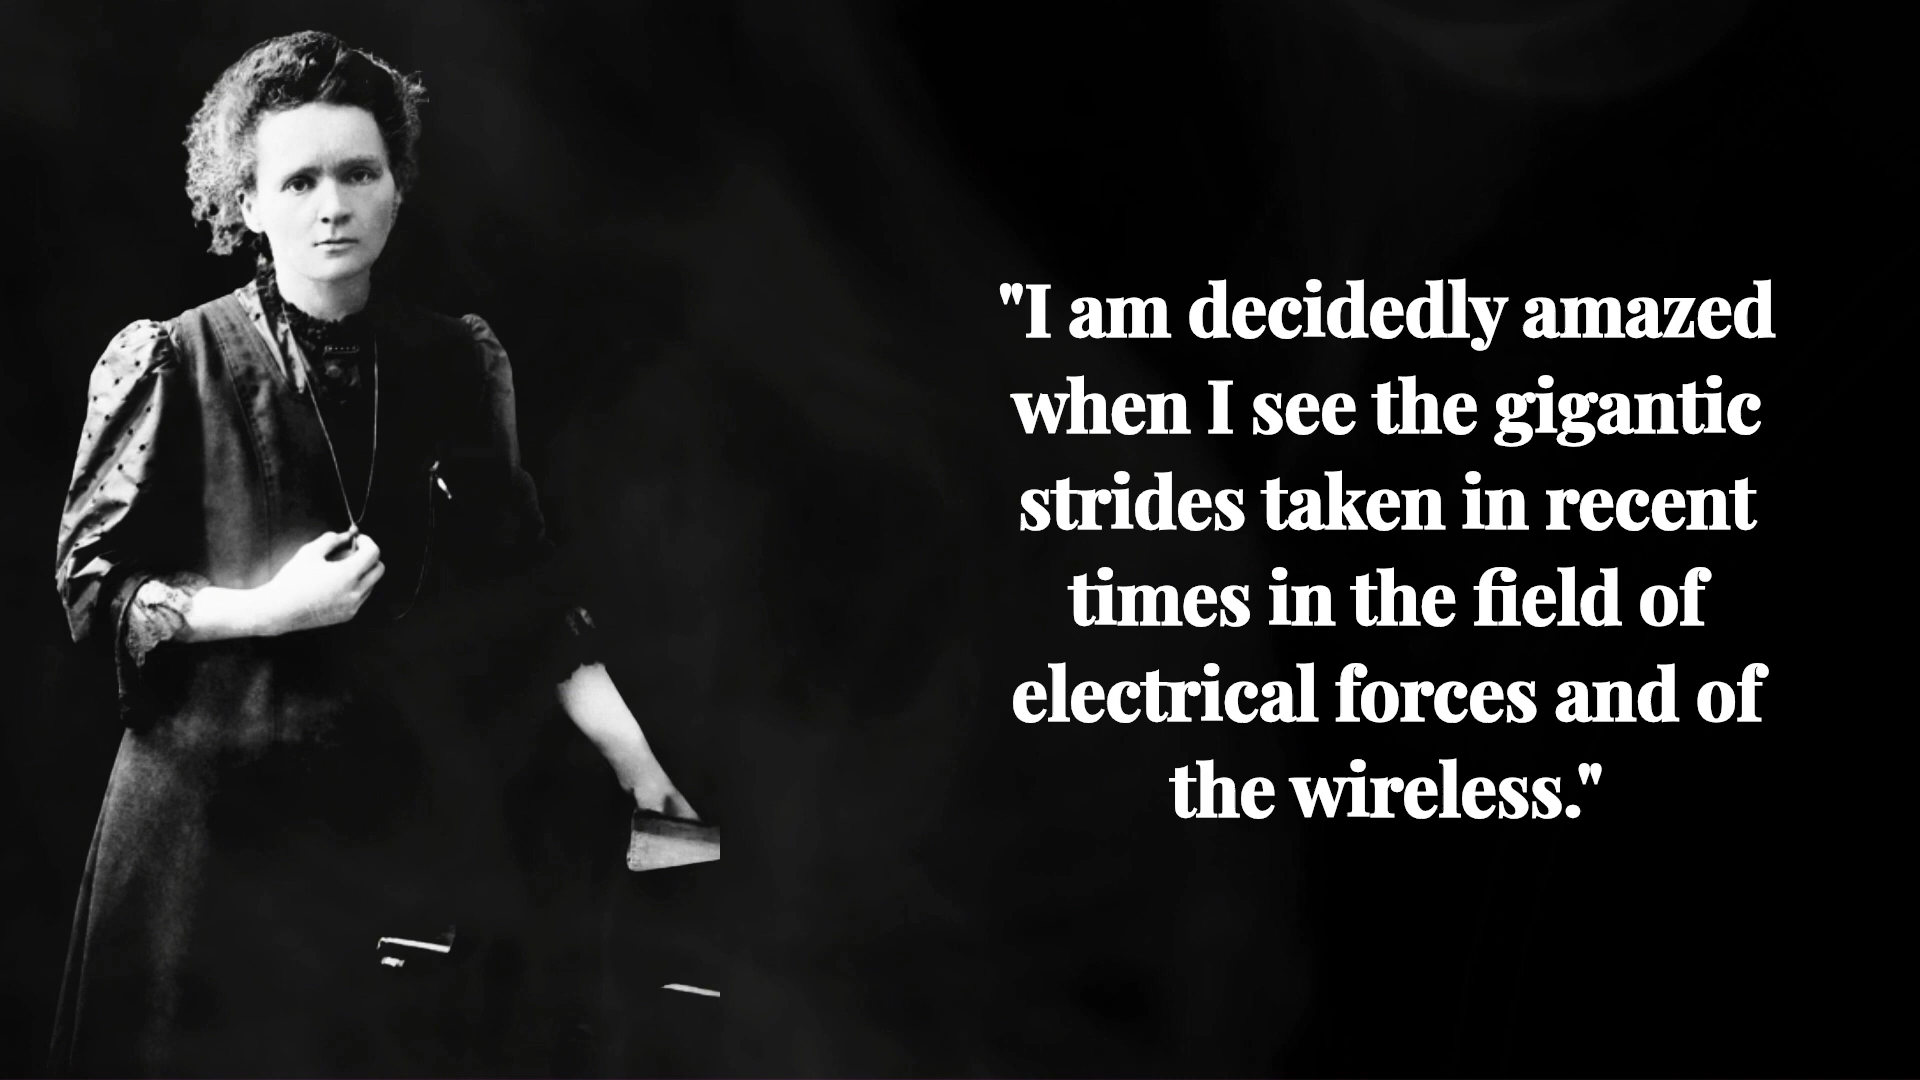 "I am decidedly amazed
when I see the gigantic
strides taken in recent
times in the field of
electrical forces and of
the wireless."